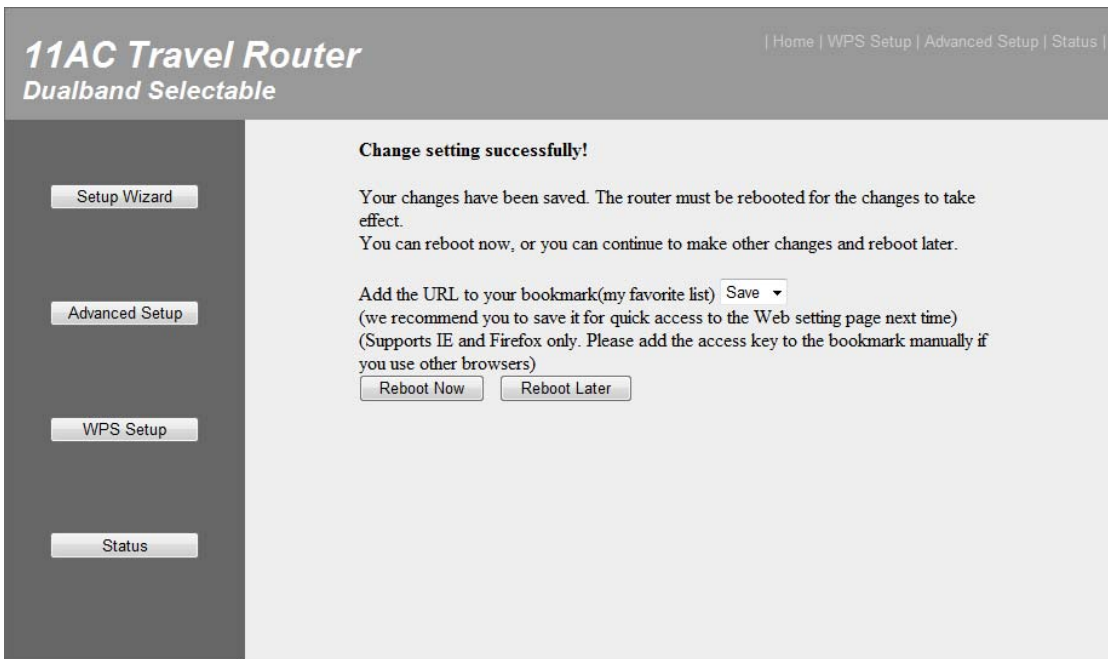 11AC Travel Router
Dualband Selectable
| Home | WPS Setup | Advanced Setup | Status |
Setup Wizard
Advanced Setup
WPS Setup
Status
Change setting successfully!
Your changes have been saved. The router must be rebooted for the changes to take
effect.
You can reboot now, or you can continue to make other changes and reboot later.
Add the URL to your bookmark(my favorite list) Save
(we recommend you to save it for quick access to the Web setting page next time)
(Supports IE and Firefox only. Please add the access key to the bookmark manually if
you use other browsers)
Reboot Now Reboot Later